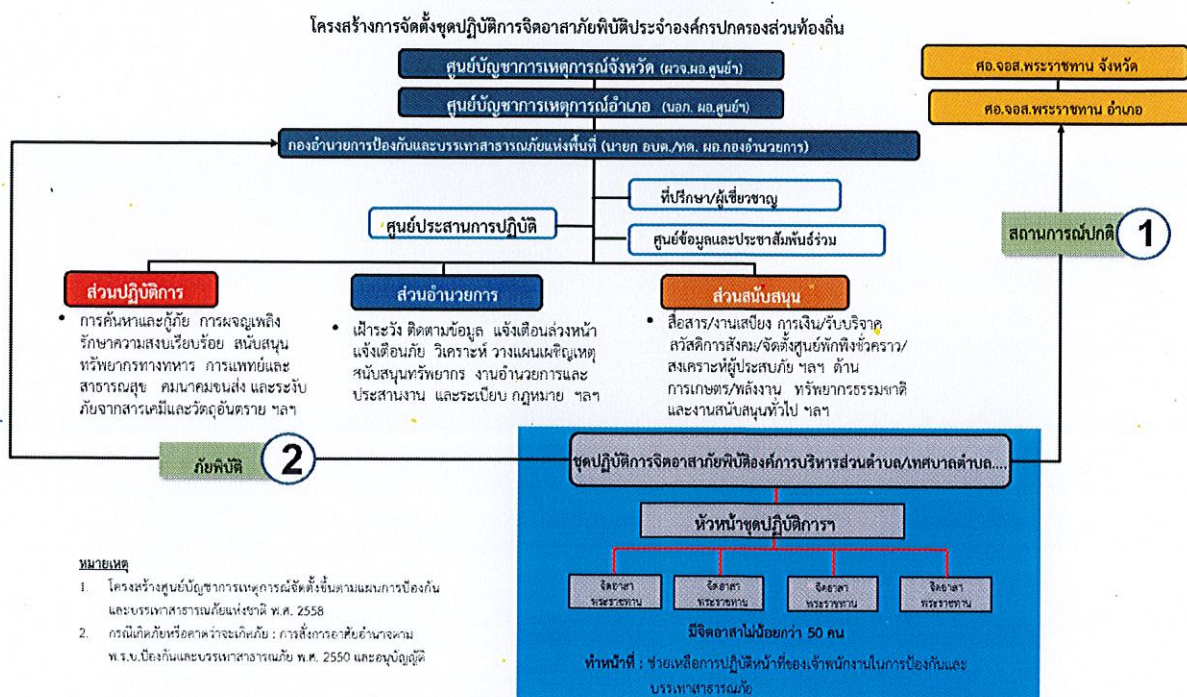 โครงสร้างการจัดตั้งชุดปฏิบัติการจิตอาสาภัยพิบัติประจำองค์กรปกครองส่วนท้องถิ่น
ศูนย์บัญชาการเหตุการณ์จังหวัด (ผวจ.ผอ.ศูนย์ฯ)
ศูนย์บัญชาการเหตุการณ์อำเภอ (นอภ. ผอ.ศูนย์ฯ)
กองอำนวยการป้องกันและบรรเทาสาธารณภัยแห่งพื้นที่ (นายก อบต./ทต. ผอ.กองอำนวยการ)
ศอ.จอส.พระราชทาน จังหวัด
ศอ.จอส.พระราชทาน อำเภอ
ที่ปรึกษา/ผู้เชี่ยวชาญ
ศูนย์ประสานการปฏิบัติ
ศูนย์ข้อมูลและประชาสัมพันธ์ร่วม
สถานการณ์ปกติ 1
ส่วนปฏิบัติการ
• การค้นหาและกู้ภัย การผจญเพลิง
รักษาความสงบเรียบร้อย สนับสนุน
ทรัพยากรทางทหาร การแพทย์และ
สาธารณสุข คมนาคมขนส่ง และระงับ
ภัยจากสารเคมีและวัตถุอันตราย ฯลฯ
ส่วนอำนวยการ
• เฝ้าระวัง ติดตามข้อมูล แจ้งเตือนล่วงหน้า
แจ้งเตือนภัย วิเคราะห์ วางแผนเผชิญเหตุ
สนับสนุนทรัพยากร งานอำนวยการและ
ประสานงาน และระเบียบ กฎหมาย ฯลฯ
ส่วนสนับสนุน
• สื่อสาร/งานเสบียง การเงิน/รับบริจาค
สวัสดิการสังคม/จัดตั้งศูนย์พักพิงชั่วคราว/
สงเคราะห์ผู้ประสบภัย ฯลฯ ด้าน
การเกษตร/พลังงาน ทรัพยากรธรรมชาติ
และงานสนับสนุนทั่วไป ฯลฯ
ภัยพิบัติ 2
ชุดปฏิบัติการจิตอาสาภัยพิบัติองค์การบริหารส่วนตำบล/เทศบาลตำบล....
หัวหน้าชุดปฏิบัติการฯ
จิตอาสา
พระราชทาน
จิตอาสา
พระราชทาน
จิตอาสา
พระราชทาน
จิตอาสา
พระราชทาน
มีจิตอาสาไม่น้อยกว่า 50 คน
ทำหน้าที่ : ช่วยเหลือการปฏิบัติหน้าที่ของเจ้าพนักงานในการป้องกันและ
บรรเทาสาธารณภัย
หมายเหตุ
1. โครงสร้างศูนย์บัญชาการเหตุการณ์จัดตั้งขึ้นตามแผนการป้องกัน
และบรรเทาสาธารณภัยแห่งชาติ พ.ศ. 2558
2. กรณีเกิดภัยหรือคาดว่าจะเกิดภัย : การสั่งการอาศัยอำนาจตาม
พ.ร.บ.ป้องกันและบรรเทาสาธารณภัย พ.ศ. 2550 และอนุบัญญัติ